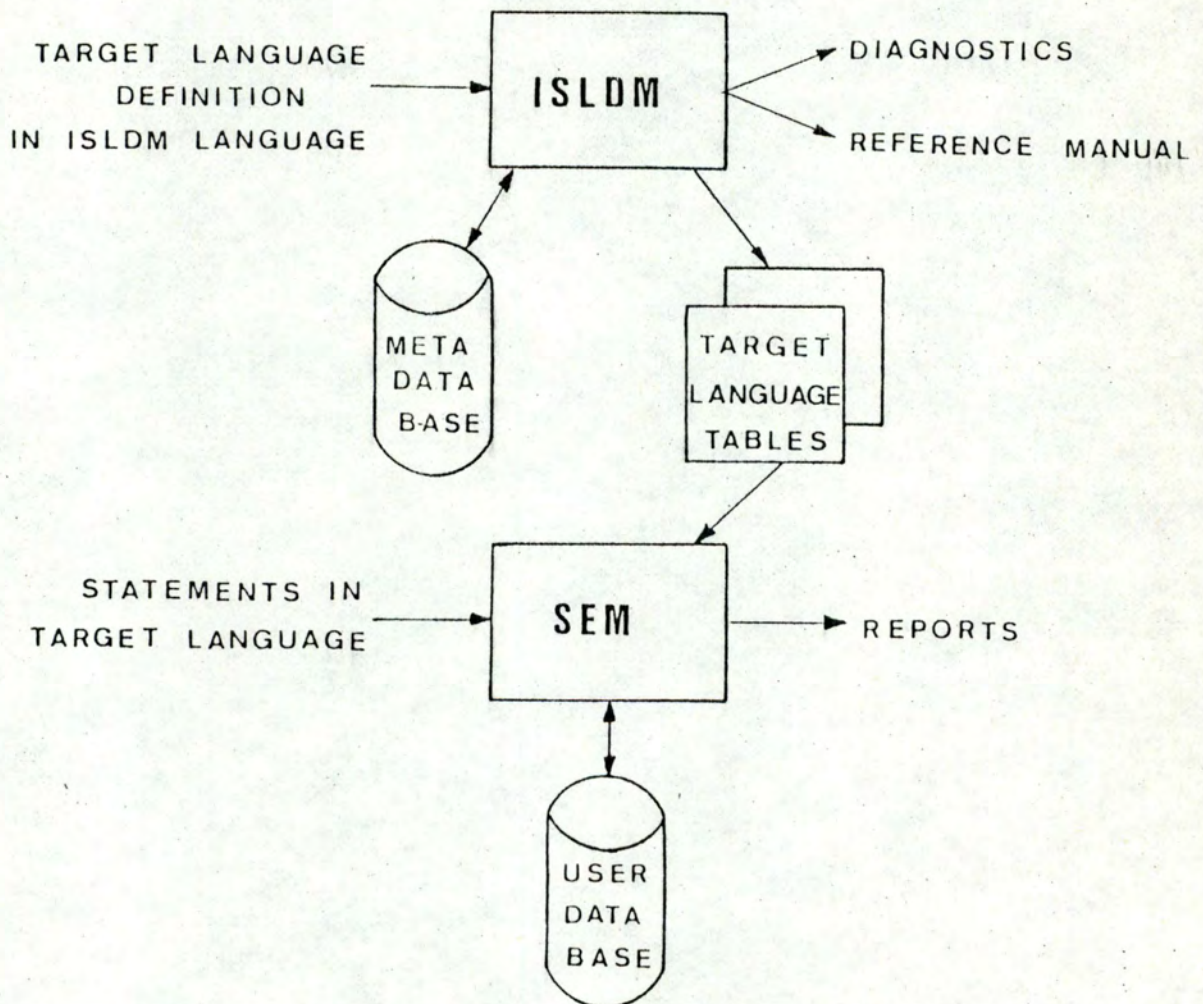 TARGET LANGUAGE
DEFINITION
IN ISLDM LANGUAGE
ISLDM
DIAGNOSTICS
REFERENCE MANUAL
META
DATA
B-ASE
TARGET
LANGUAGE
TABLES
STATEMENTS IN
TARGET LANGUAGE
SEM
REPORTS
USER
DATA
BASE